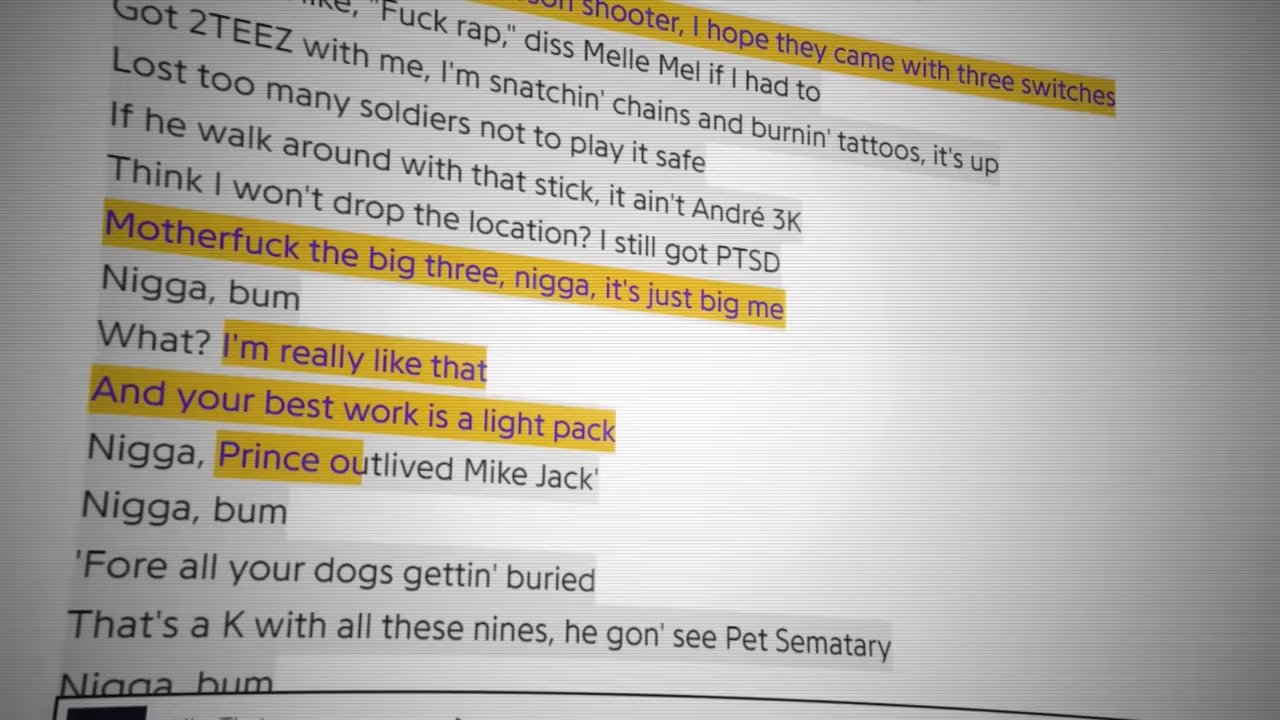 son shooter, I hope they came with three switches
"Fuck rap," diss Melle Mel if I had to
Got 2TEEZ with me, I'm snatchin' chains and burnin' tattoos, it's up
Lost too many soldiers not to play it safe
If he walk around with that stick, it ain't André 3K
Think I won't drop the location? I still got PTSD
Motherfuck the big three, nigga, it's just big me
Nigga, bum
What? I'm really like that
And your best work is a light pack
Nigga, Prince outlived Mike Jack'
Nigga, bum
'Fore all your dogs gettin' buried
That's a K with all these nines, he gon' see Pet Sematary
Nigga, bum